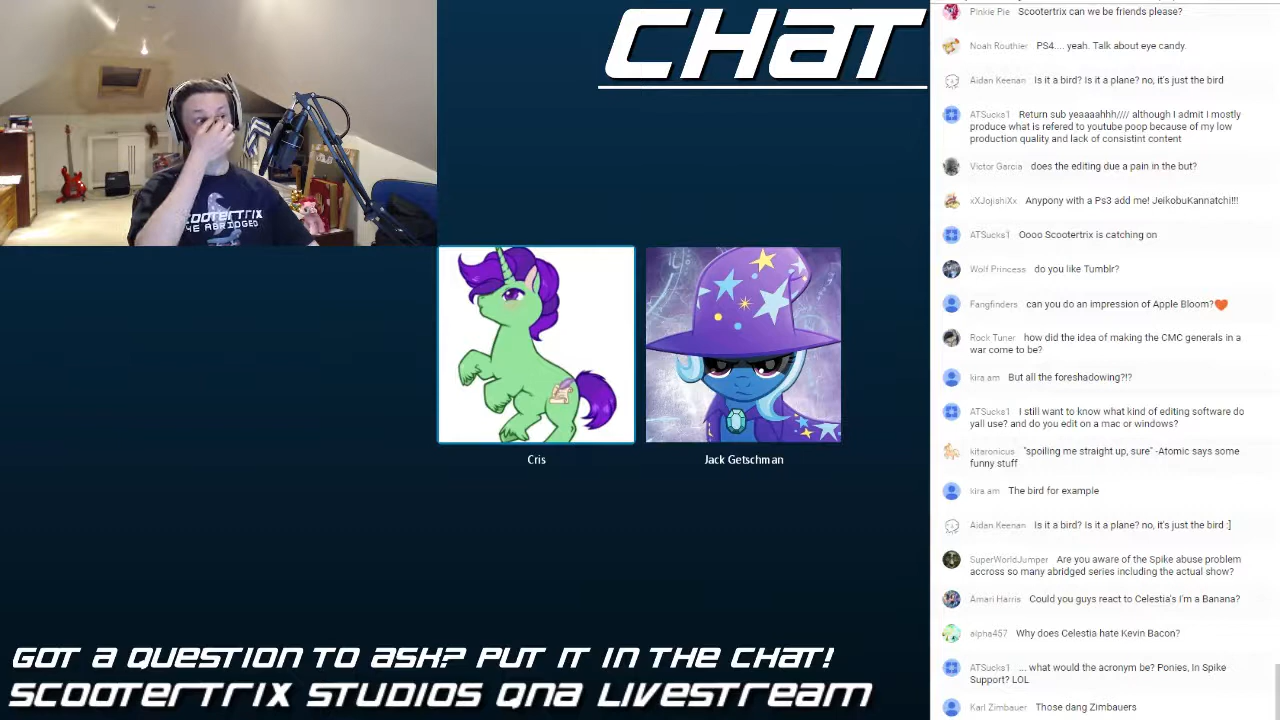 CHAT
SCOOTERTRIX
THE ABRIDGED
Cris
Jack Getschman
GOT A QUESTION TO ASK? PUT IT IN THE CHAT!
SCOOTERTRIX STUDIOS QNA LIVESTREAM
Pinkie Pie Scootertrix can we be friends please?
Noah Routhier PS4.... yeah. Talk about eye candy.
Aidan Keenan Is it a bird? Is it a plane? no, it's just the bird
ATSucks1 Return sub yeaaaahhh//// although I admit I mostly
produce what is refered to youtube poop because of my low
production quality and lack of consistint content
Victor Garcia does the editing due a pain in the but?
xXJojishiXx Anypony with a Ps3 add me! JeikobuKannatchi!!!
ATSucks1 Oooo Scootertrix is catching on
Wolf Princess do you like Tumblr?
Fangfinders can you do an impression of Apple Bloom?❤
Rock Tuner how did the idea of making the CMC generals in a
war come to be?
kira am But all the foreshadowing?!?
ATSucks1 I still want to know what kind of editing software do
yall use? and do you edit on a mac or windows?
kitaronicus "spoiling me straight up, sure" -Atomic says some
funny stuff
kira am The bird for example
Aidan Keenan Is it a bird? Is it a plane? no, it's just the bird :]
SuperWorldJumper Are you aware of the Spike abuse problem
accross so many abridged series including the actual show?
Amari Harris Could you guys react to Celestia's I'm a Banana?
alpha457 Why does Celestia hate Kevin Bacon?
ATSucks1 ... what would the acronym be? Ponies, In Spike
Support? LOL
Karl Zimbauer Those dang Zimbauers